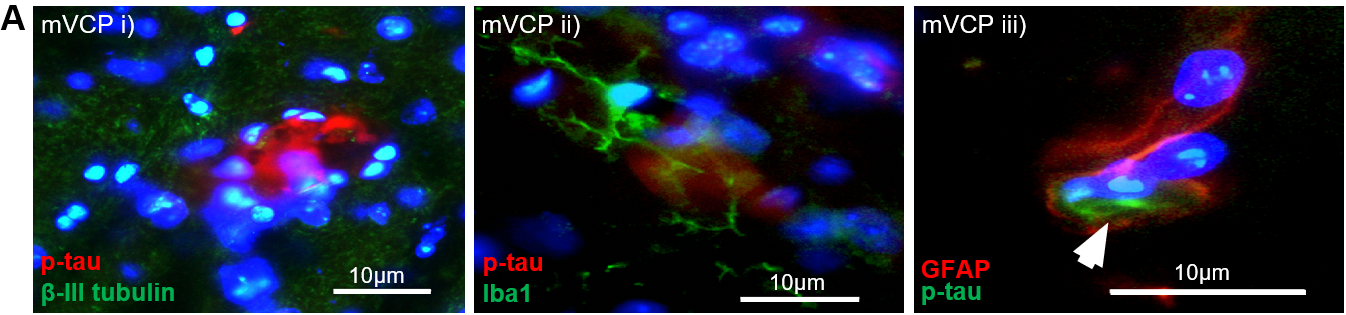 A
mVCP i)
p-tau
β-III tubulin
10μm
mVCP ii)
p-tau
Iba1
10μm
mVCP iii)
GFAP
p-tau
10μm